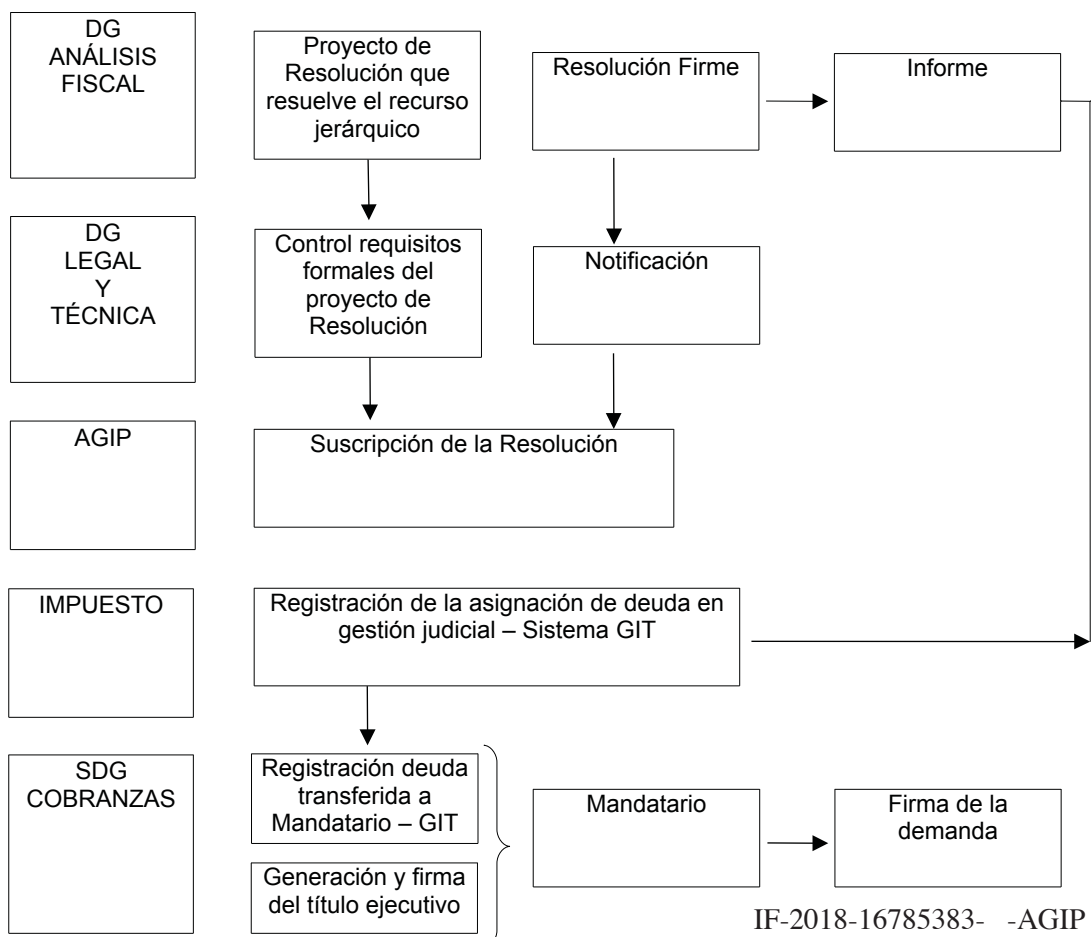 DG
ANÁLISIS
FISCAL
Proyecto de
Resolución que
resuelve el recurso
jerárquico
Resolución Firme
Informe
DG
LEGAL
Y
TÉCNICA
Control requisitos
formales del
proyecto de
Resolución
Notificación
AGIP
Suscripción de la Resolución
IMPUESTO
Registración de la asignación de deuda en
gestión judicial – Sistema GIT
SDG
COBRANZAS
Registración deuda
transferida a
Mandatario – GIT
Generación y firma
del título ejecutivo
Mandatario
Firma de la
demanda
IF-2018-16785383- -AGIP